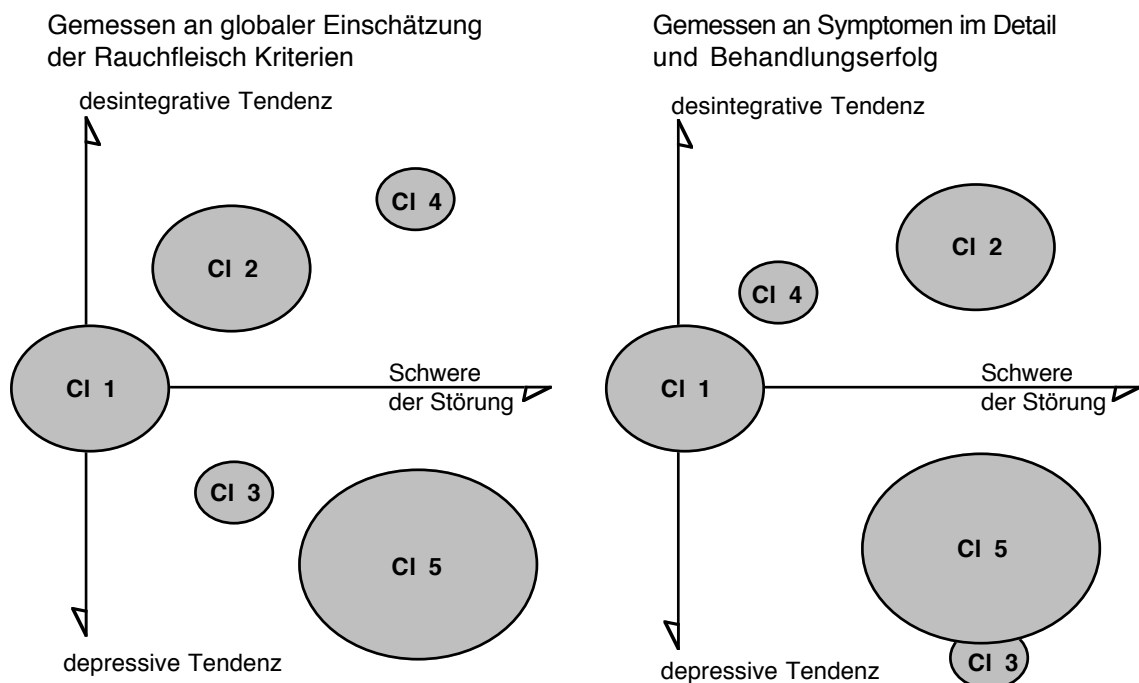 Gemessen an globaler Einschätzung
der Rauchfleisch Kriterien
desintegrative Tendenz
Cl 4
Cl 2
Cl 1
Schwere
der Störung
Cl 3
Cl 5
depressive Tendenz
Gemessen an Symptomen im Detail
und Behandlungserfolg
desintegrative Tendenz
Cl 2
Cl 4
Cl 1
Schwere
der Störung
Cl 5
Cl 3
depressive Tendenz